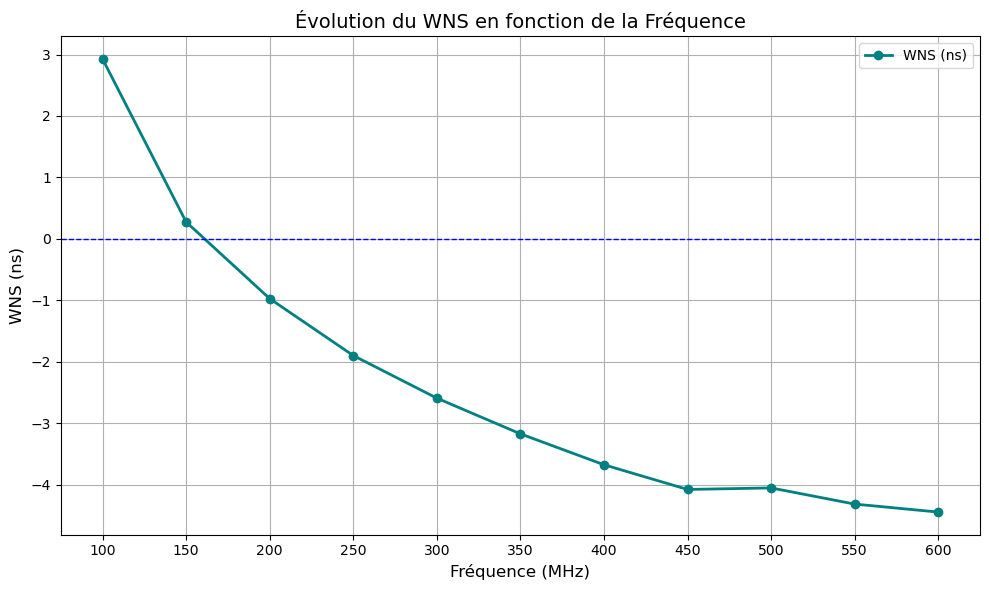 Évolution du WNS en fonction de la Fréquence
WNS (ns)
3
2
1
0
−1
−2
−3
−4
WNS (ns)
100 150 200 250 300 350 400 450 500 550 600
Fréquence (MHz)